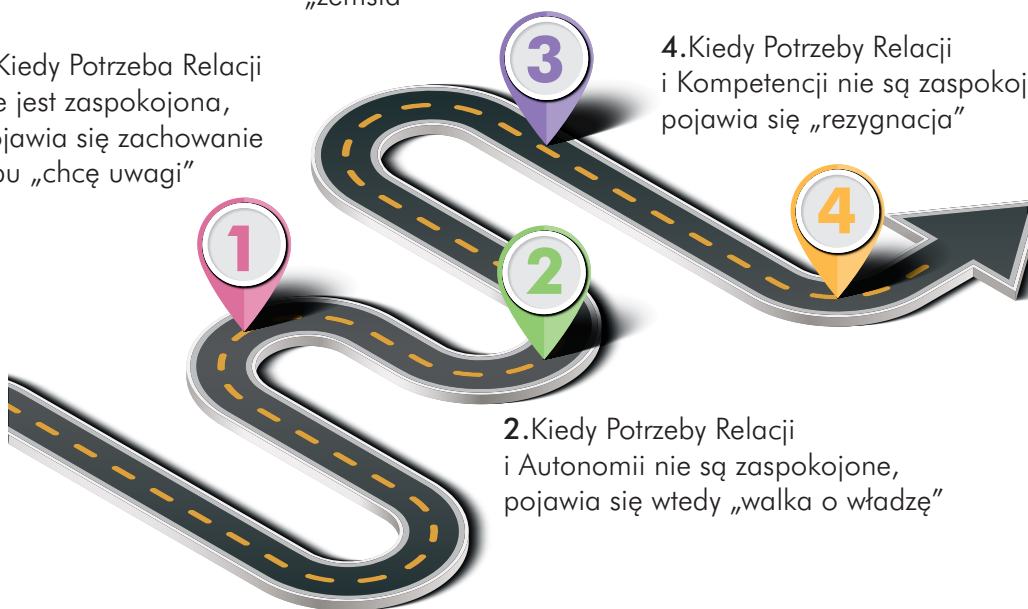 „zemsta
3
4.Kiedy Potrzeby Relacji
i Kompetencji nie są zaspokoj
pojawia się „rezygnacja”
Kiedy Potrzeba Relacji
e jest zaspokojona,
jawia się zachowanie
pu „chcę uwagi”
1
2
4
2.Kiedy Potrzeby Relacji
i Autonomii nie są zaspokojone,
pojawia się wtedy „walka o władzę”